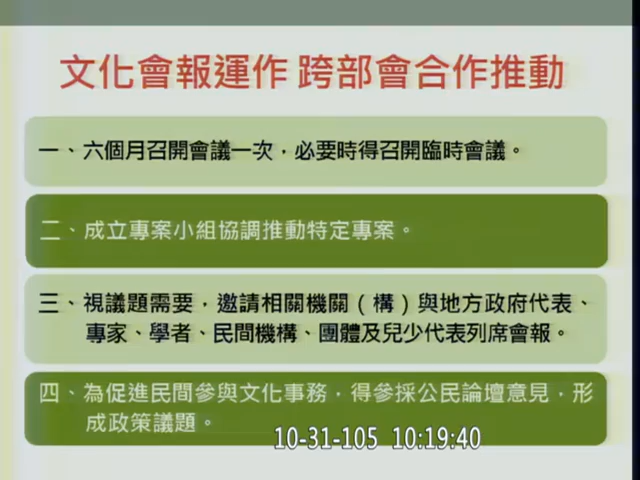 文化會報運作 跨部會合作推動
一、六個月召開會議一次，必要時得召開臨時會議。
二、成立專案小組協調推動特定專案。
三、視議題需要，邀請相關機關（構）與地方政府代表、
專家、學者、民間機構、團體及兒少代表列席會報。
四、為促進民間參與文化事務，得參採公民論壇意見，形
成政策議題。
10-31-105 10:19:40